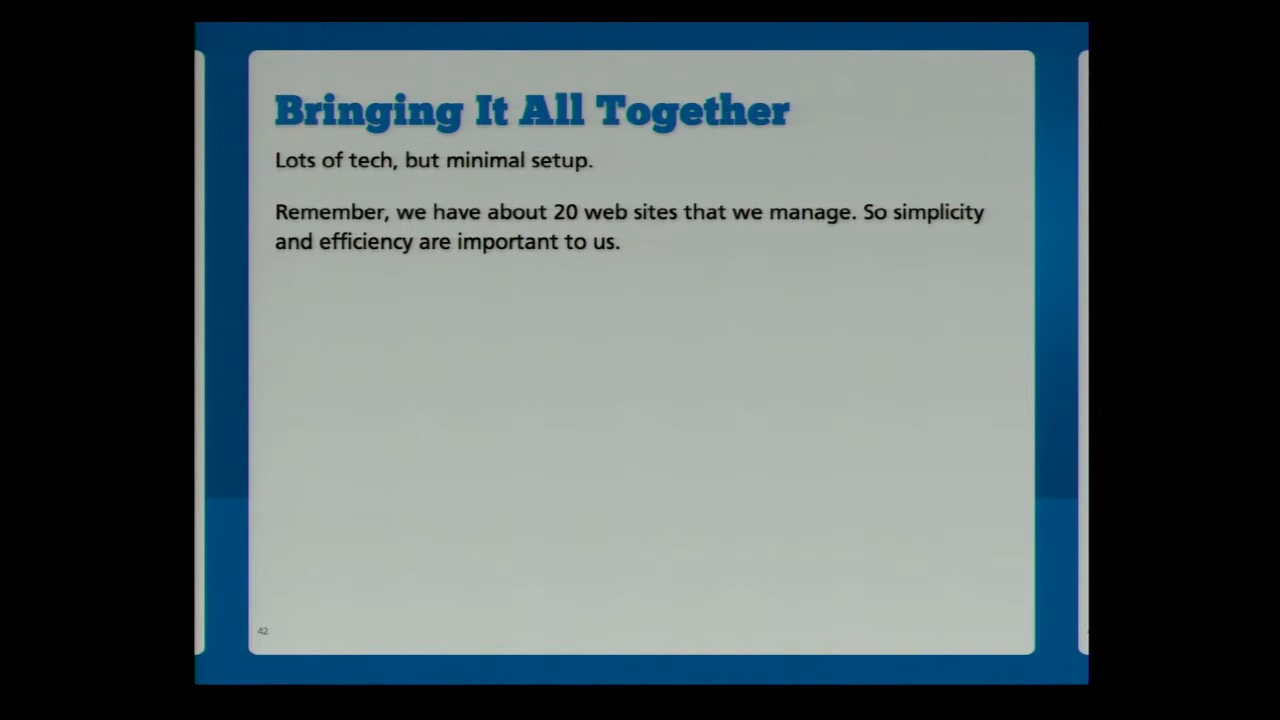 Bringing It All Together
Lots of tech, but minimal setup.
Remember, we have about 20 web sites that we manage. So simplicity
and efficiency are important to us.
42